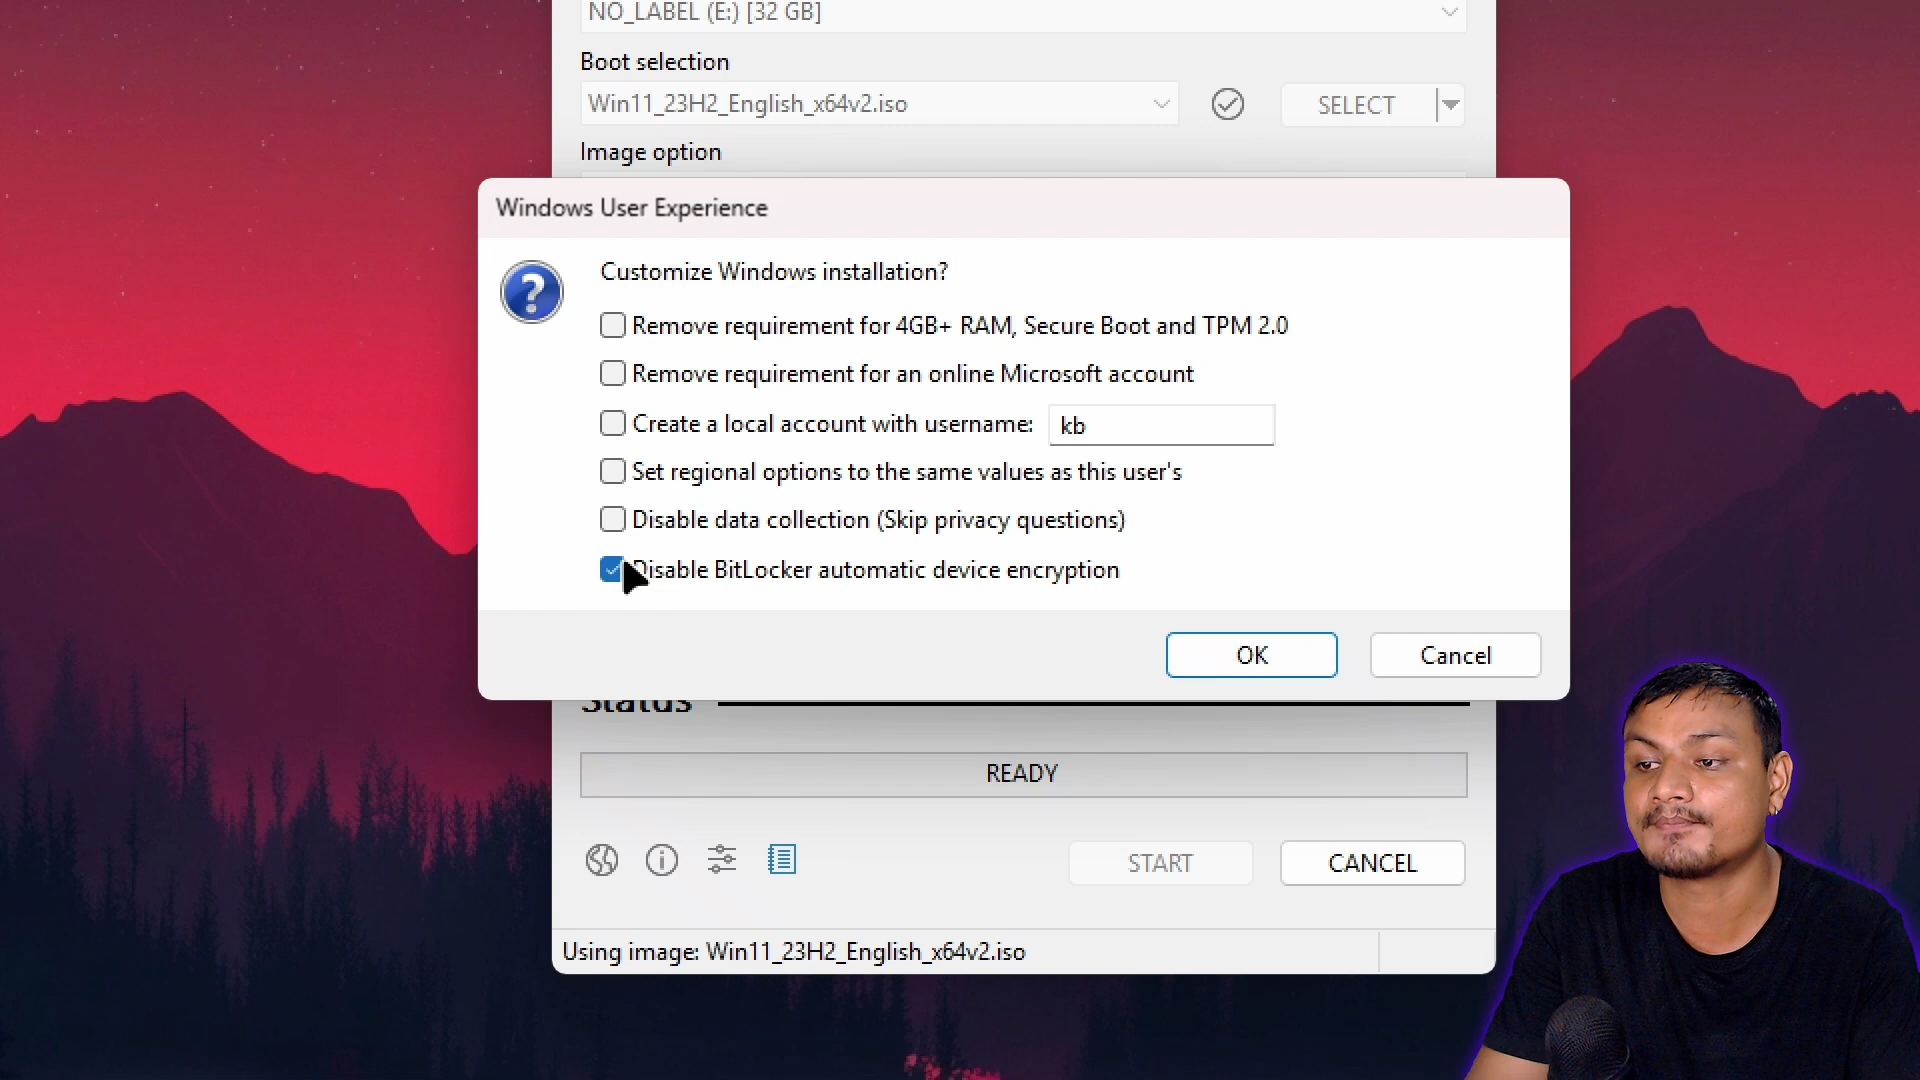 NO_LABEL (E:) [32 GB]
Boot selection
Win11_23H2_English_x64v2.iso
SELECT
Image option
Windows User Experience
Customize Windows installation?
Remove requirement for 4GB+ RAM, Secure Boot and TPM 2.0
Remove requirement for an online Microsoft account
Create a local account with username: kb
Set regional options to the same values as this user's
Disable data collection (Skip privacy questions)
Disable BitLocker automatic device encryption
OK Cancel
Status
READY
START CANCEL
Using image: Win11_23H2_English_x64v2.iso